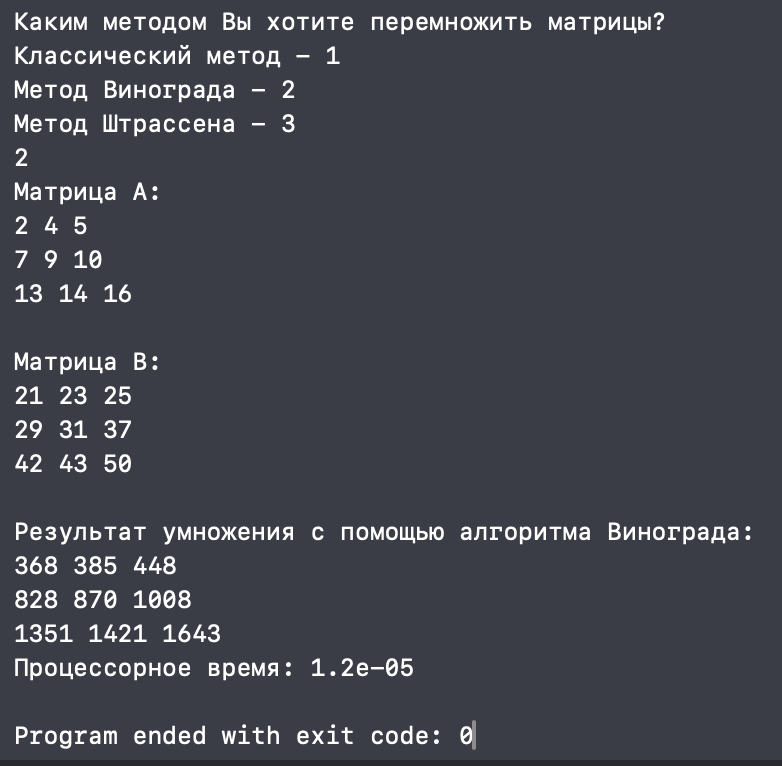 Каким методом Вы хотите перемножить матрицы?
Классический метод – 1
Метод Винограда – 2
Метод Штрассена – 3
2
Матрица A:
2 4 5
7 9 10
13 14 16
Матрица B:
21 23 25
29 31 37
42 43 50
Результат умножения с помощью алгоритма Винограда:
368 385 448
828 870 1008
1351 1421 1643
Процессорное время: 1.2e-05
Program ended with exit code: 0